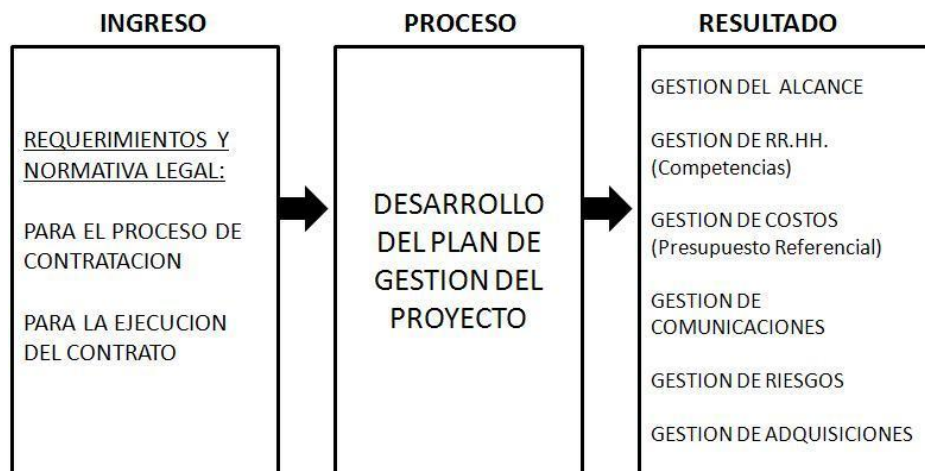 INGRESO
REQUERIMIENTOS Y
NORMATIVA LEGAL:
PARA EL PROCESO DE
CONTRATACION
PARA LA EJECUCION
DEL CONTRATO
PROCESO
DESARROLLO
DEL PLAN DE
GESTION DEL
PROYECTO
RESULTADO
GESTION DEL ALCANCE
GESTION DE RR.HH.
(Competencias)
GESTION DE COSTOS
(Presupuesto Referencial)
GESTION DE
COMUNICACIONES
GESTION DE RIESGOS
GESTION DE ADQUISICIONES